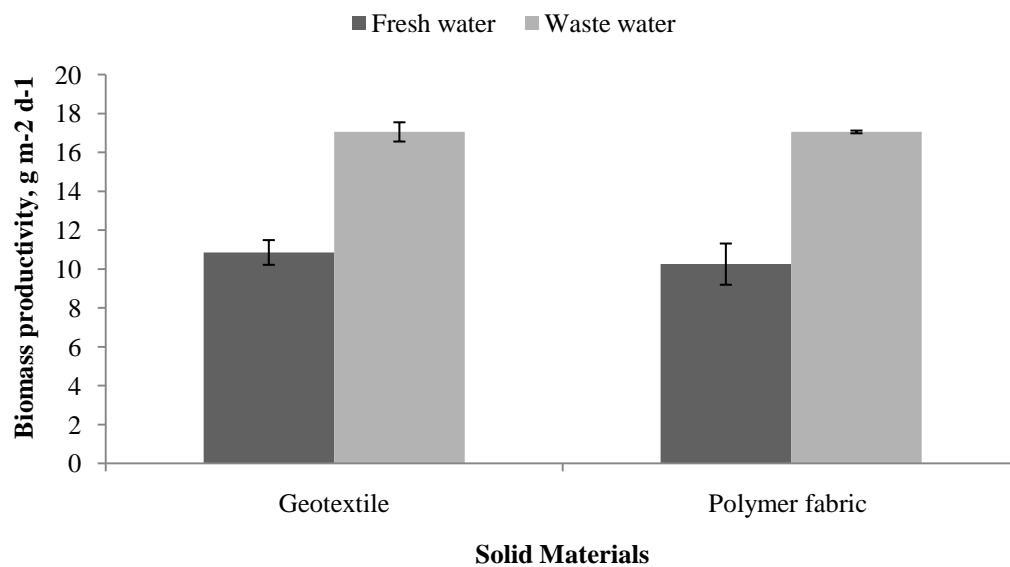 Fresh water Waste water
Biomass productivity, g m-2 d-1
20
18
16
14
12
10
8
6
4
2
0
Geotextile Polymer fabric
Solid Materials